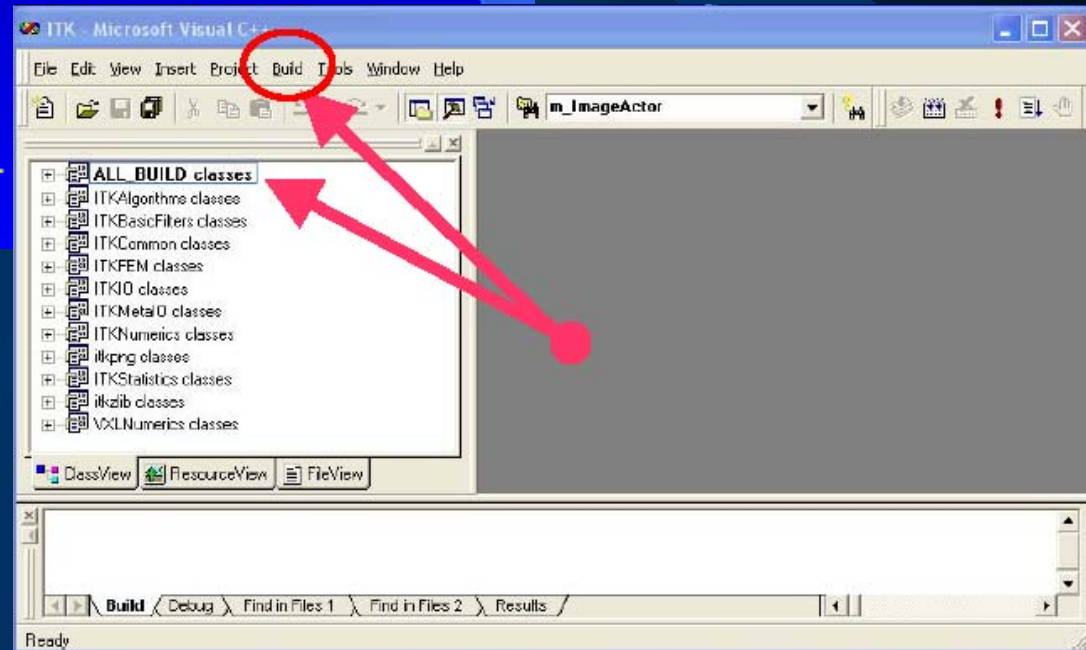 ITK - Microsoft Visual C++
File Edit View Insert Project Build Tools Window Help
m_ImageActor
ALL_BUILD classes
ITKAlgorithms classes
ITKBasicFilters classes
ITKCommon classes
ITKFEM classes
ITKIO classes
ITKMetaIO classes
ITKNumerics classes
itkpng classes
ITKStatistics classes
itkzlib classes
VXLNumerics classes
ClassView ResourceView FileView
Build Debug Find in Files 1 Find in Files 2 Results
Ready